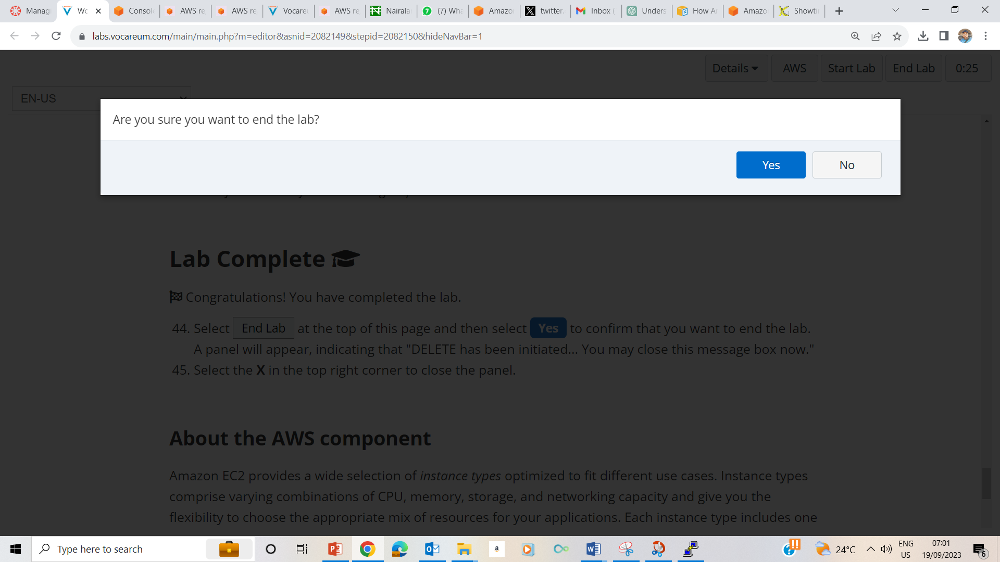 Manag
Wo
Consol
AWS re
AWS re
Vocare
AWS re
Nairala
(7) Wha
Amazo
twitter.
Inbox (
Unders
How A
Amazo
Showti
labs.vocareum.com/main/main.php?m=editor&asnid=2082149&stepid=2082150&hideNavBar=1
Details AWS Start Lab End Lab 0:25
EN-US
Are you sure you want to end the lab?
Yes No
Lab Complete
Congratulations! You have completed the lab.
44. Select End Lab at the top of this page and then select Yes to confirm that you want to end the lab.
A panel will appear, indicating that "DELETE has been initiated... You may close this message box now."
45. Select the X in the top right corner to close the panel.
About the AWS component
Amazon EC2 provides a wide selection of instance types optimized to fit different use cases. Instance types
comprise varying combinations of CPU, memory, storage, and networking capacity and give you the
flexibility to choose the appropriate mix of resources for your applications. Each instance type includes one
Type here to search
24°C
ENG
US
07:01
19/09/2023
6